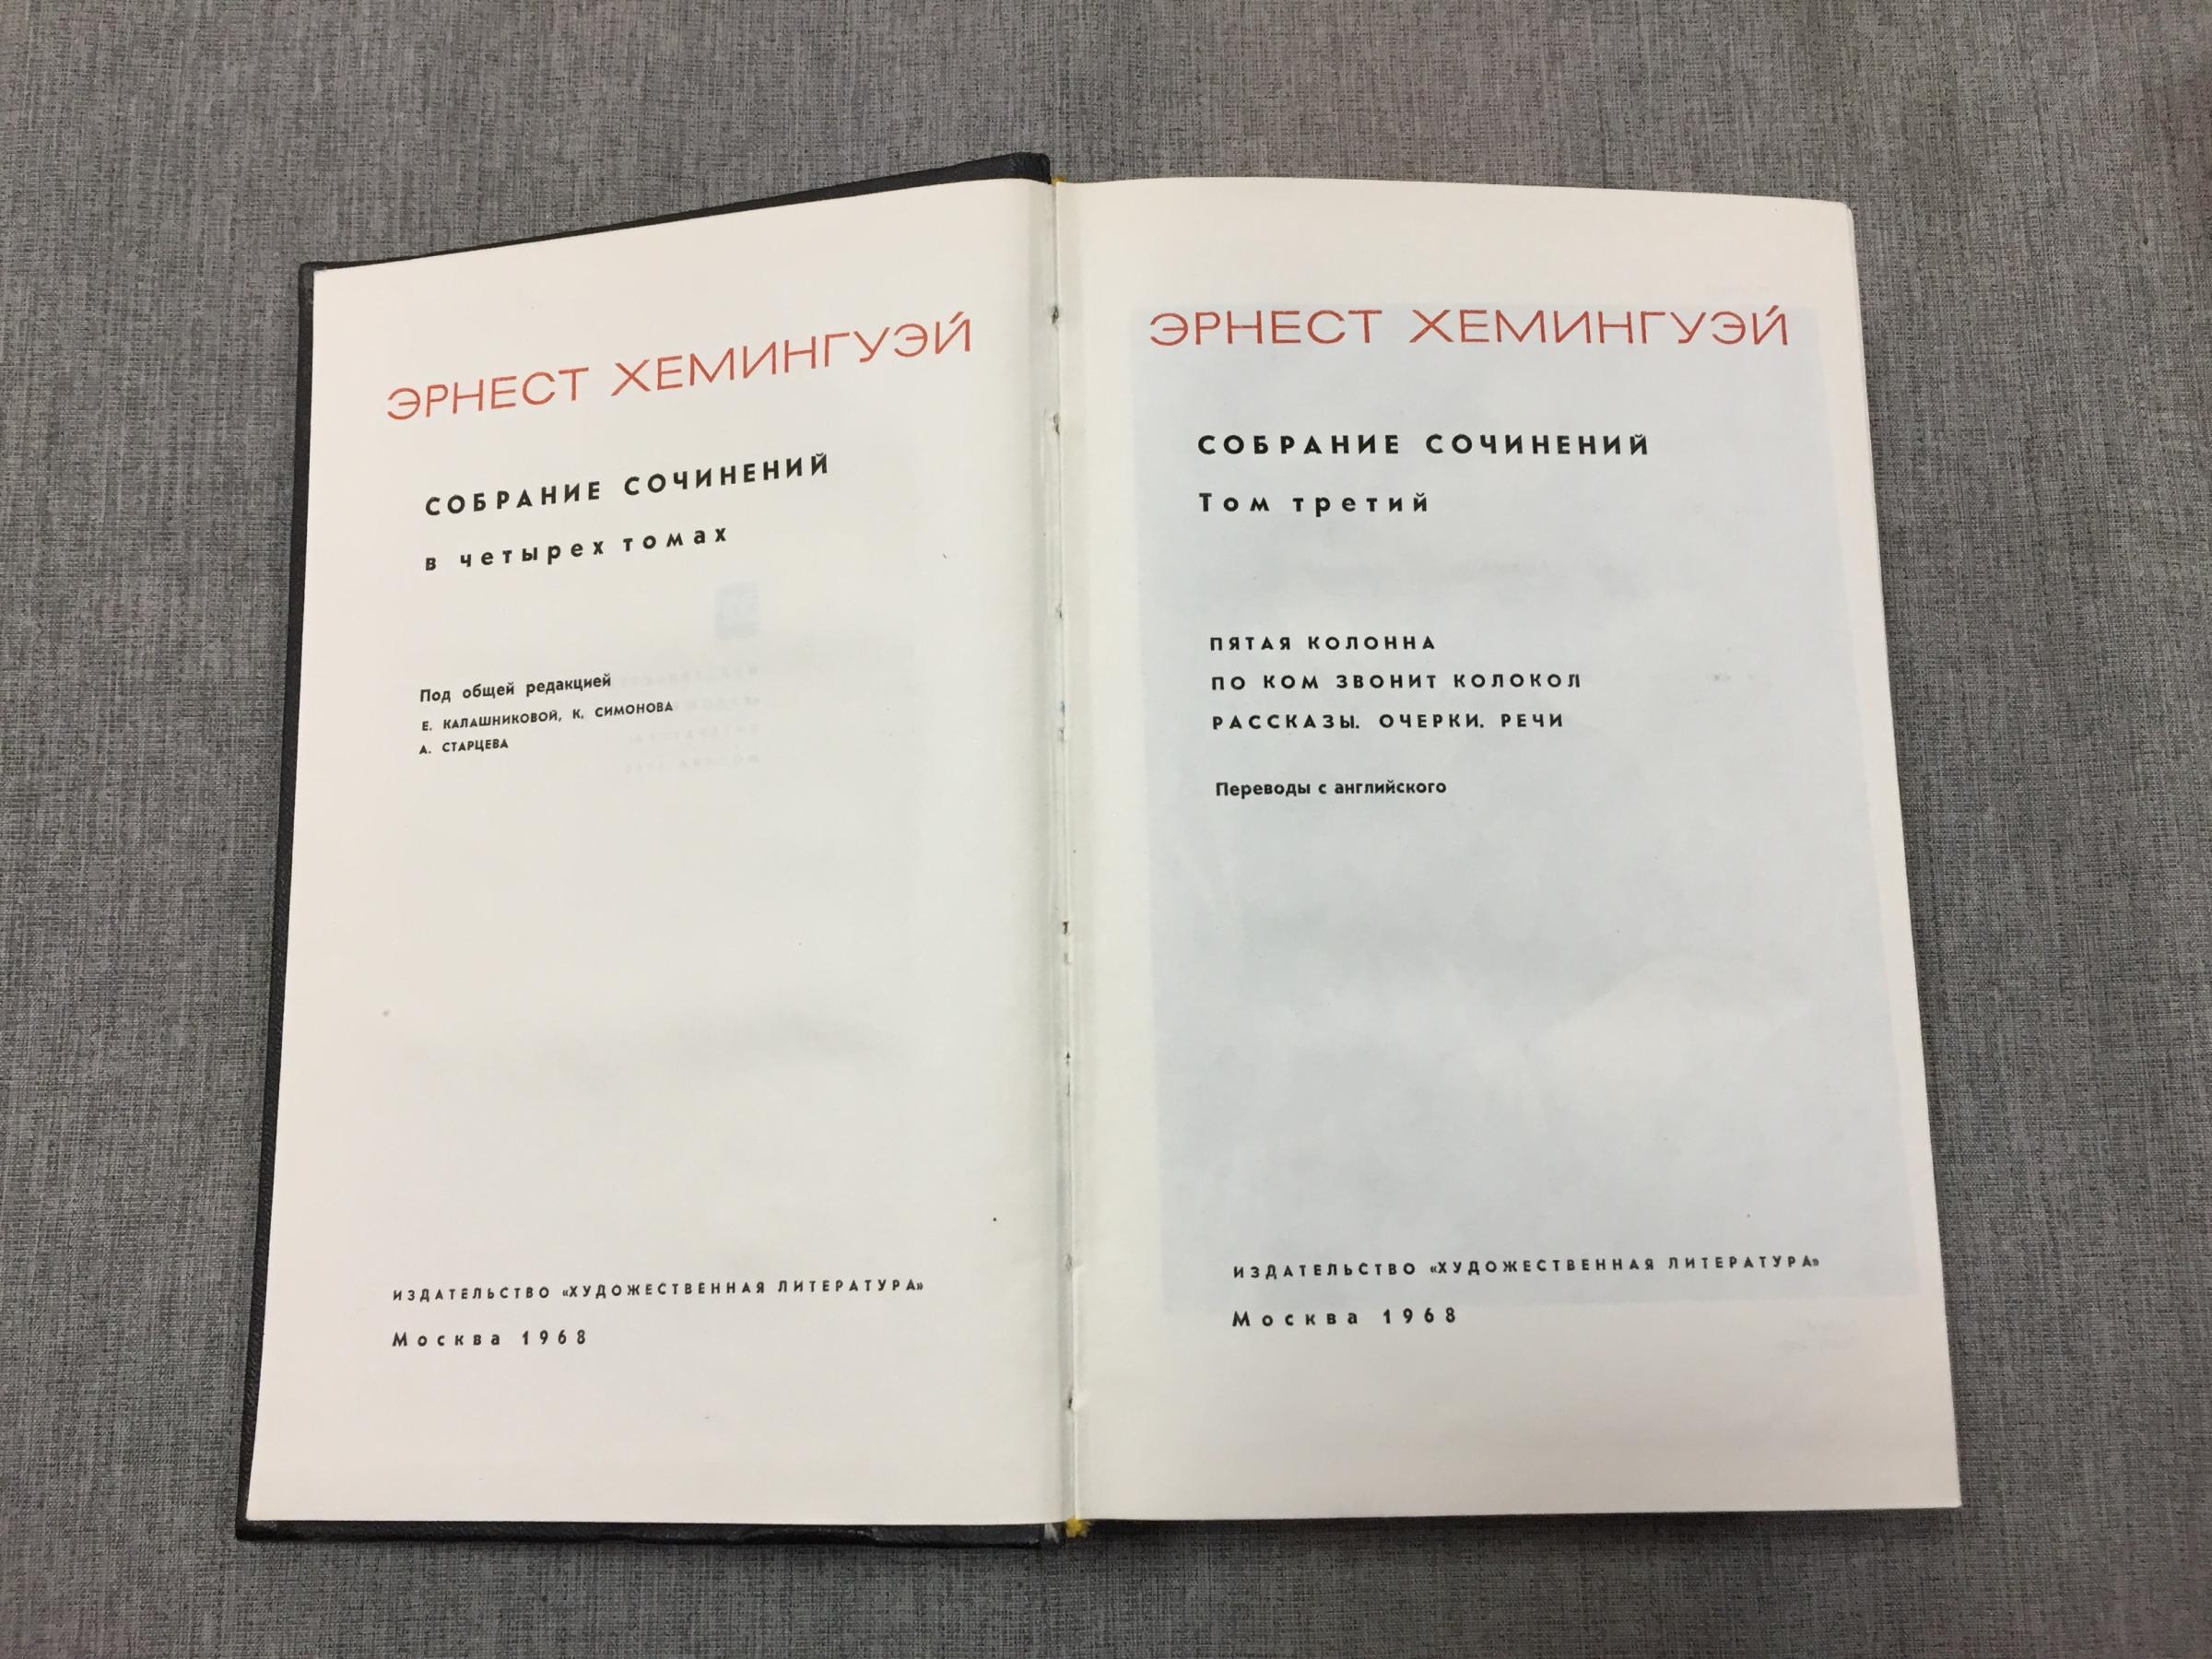 ЭРНЕСТ ХЕМИНГУЭЙ
СОБРАНИЕ СОЧИНЕНИЙ
в четырех томах
Под общей редакцией
Е. КАЛАШНИКОВОЙ, К. СИМОНОВА
А. СТАРЦЕВА
ИЗДАТЕЛЬСТВО «ХУДОЖЕСТВЕННАЯ ЛИТЕРАТУРА»
Москва 1968
ЭРНЕСТ ХЕМИНГУЭЙ
СОБРАНИЕ СОЧИНЕНИЙ
Том третий
ПЯТАЯ КОЛОННА
ПО КОМ ЗВОНИТ КОЛОКОЛ
РАССКАЗЫ. ОЧЕРКИ. РЕЧИ
Переводы с английского
ИЗДАТЕЛЬСТВО «ХУДОЖЕСТВЕННАЯ ЛИТЕРАТУРА»
Москва 1968